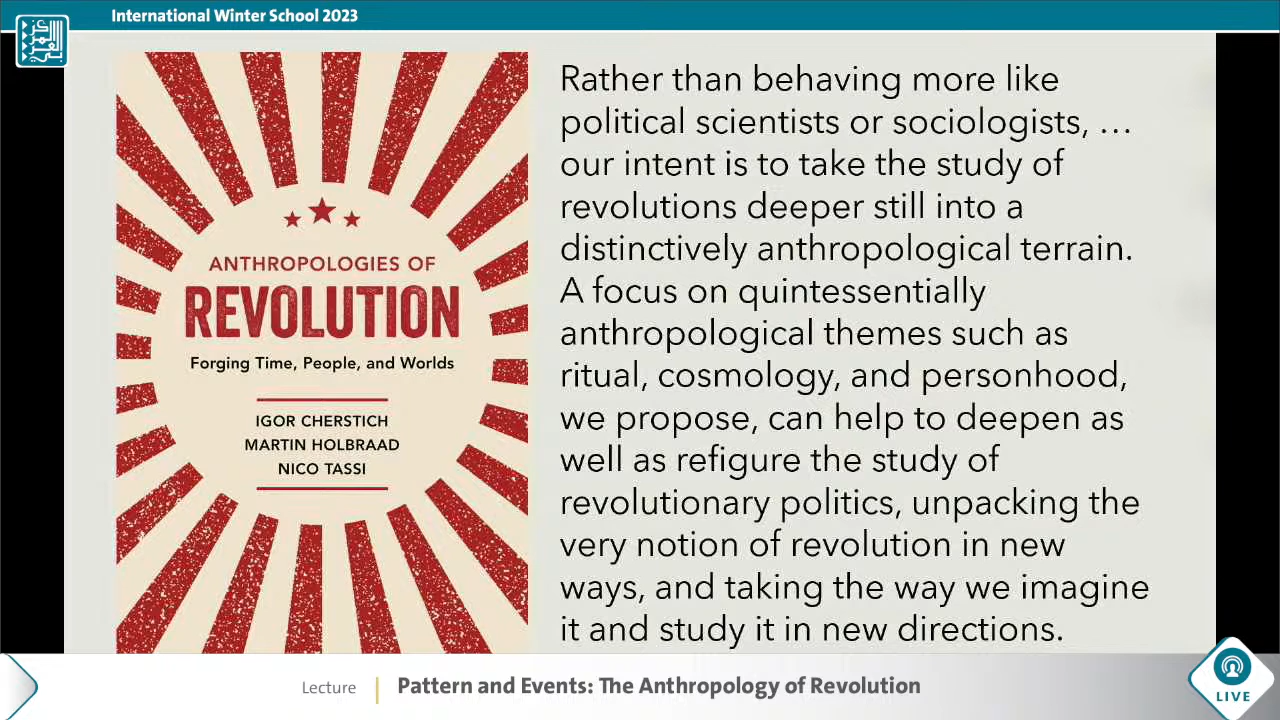 International Winter School 2023
ANTHROPOLOGIES OF
REVOLUTION
Forging Time, People, and Worlds
IGOR CHERSTICH
MARTIN HOLBRAAD
NICO TASSI
Rather than behaving more like
political scientists or sociologists, …
our intent is to take the study of
revolutions deeper still into a
distinctively anthropological terrain.
A focus on quintessentially
anthropological themes such as
ritual, cosmology, and personhood,
we propose, can help to deepen as
well as refigure the study of
revolutionary politics, unpacking the
very notion of revolution in new
ways, and taking the way we imagine
it and study it in new directions.
Lecture
Pattern and Events: The Anthropology of Revolution
LIVE